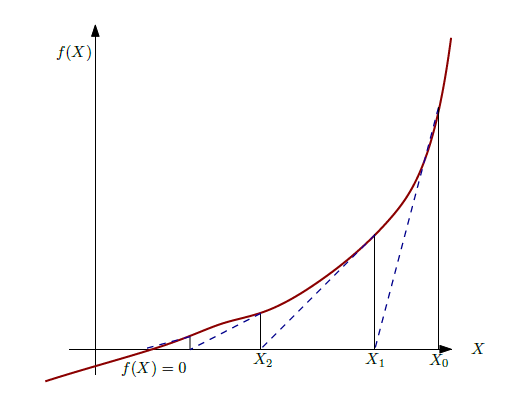 f(X)
X
X₂
X₁
X₀
f(X) = 0